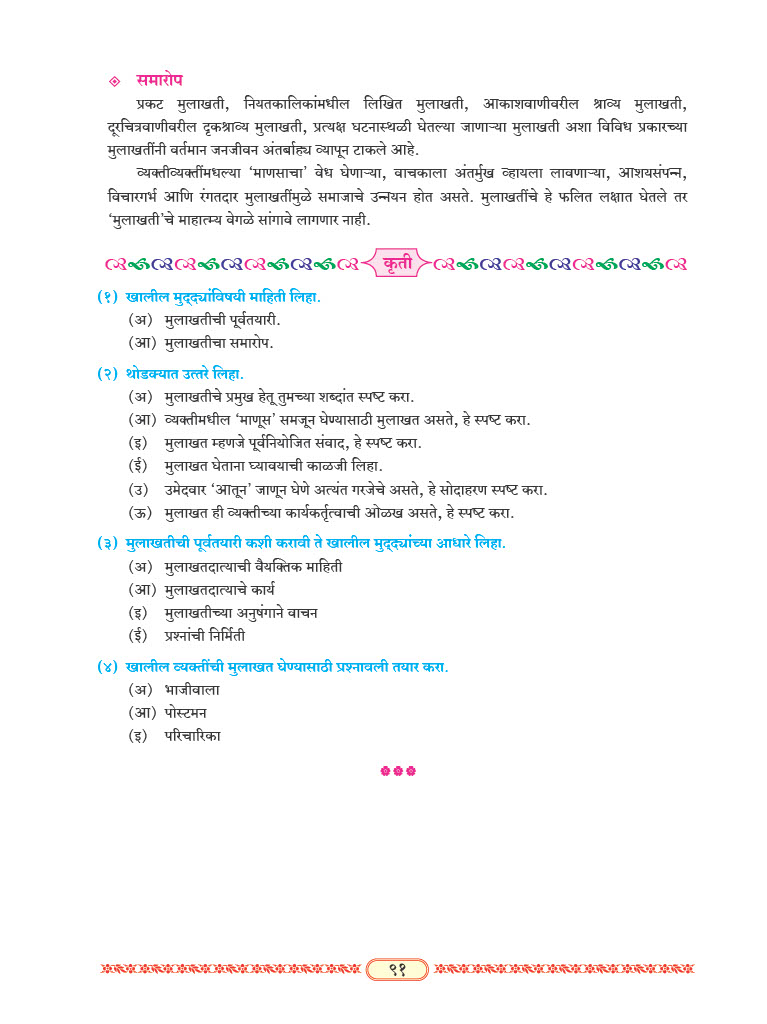 समारोप
प्रकट मुलाखती, नियतकालिकांमधील लिखित मुलाखती, आकाशवाणीवरील श्राव्य मुलाखती,
दूरचित्रवाणीवरील दृकश्राव्य मुलाखती, प्रत्यक्ष घटनास्थळी घेतल्या जाणाऱ्या मुलाखती अशा विविध प्रकारच्या
मुलाखतींनी वर्तमान जनजीवन अंतर्बाह्य व्यापून टाकले आहे.
व्यक्तीव्यक्तींमधल्या ‘माणसाचा’ वेध घेणाऱ्या, वाचकाला अंतर्मुख व्हायला लावणाऱ्या, आशयसंपन्न,
विचारगर्भ आणि रंगतदार मुलाखतींमुळे समाजाचे उन्नयन होत असते. मुलाखतींचे हे फलित लक्षात घेतले तर
‘मुलाखती’चे माहात्म्य वेगळे सांगावे लागणार नाही.
कृती
(१) खालील मुद्द्यांविषयी माहिती लिहा.
(अ) मुलाखतीची पूर्वतयारी.
(आ) मुलाखतीचा समारोप.
(२) थोडक्यात उत्तरे लिहा.
(अ) मुलाखतीचे प्रमुख हेतू तुमच्या शब्दांत स्पष्ट करा.
(आ) व्यक्तीमधील ‘माणूस’ समजून घेण्यासाठी मुलाखत असते, हे स्पष्ट करा.
(इ) मुलाखत म्हणजे पूर्वनियोजित संवाद, हे स्पष्ट करा.
(ई) मुलाखत घेताना घ्यावयाची काळजी लिहा.
(उ) उमेदवार ‘आतून’ जाणून घेणे अत्यंत गरजेचे असते, हे सोदाहरण स्पष्ट करा.
(ऊ) मुलाखत ही व्यक्तीच्या कार्यकर्तृत्वाची ओळख असते, हे स्पष्ट करा.
(३) मुलाखतीची पूर्वतयारी कशी करावी ते खालील मुद्द्यांच्या आधारे लिहा.
(अ) मुलाखतदात्याची वैयक्तिक माहिती
(आ) मुलाखतदात्याचे कार्य
(इ) मुलाखतीच्या अनुषंगाने वाचन
(ई) प्रश्नांची निर्मिती
(४) खालील व्यक्तींची मुलाखत घेण्यासाठी प्रश्नावली तयार करा.
(अ) भाजीवाला
(आ) पोस्टमन
(इ) परिचारिका
९१